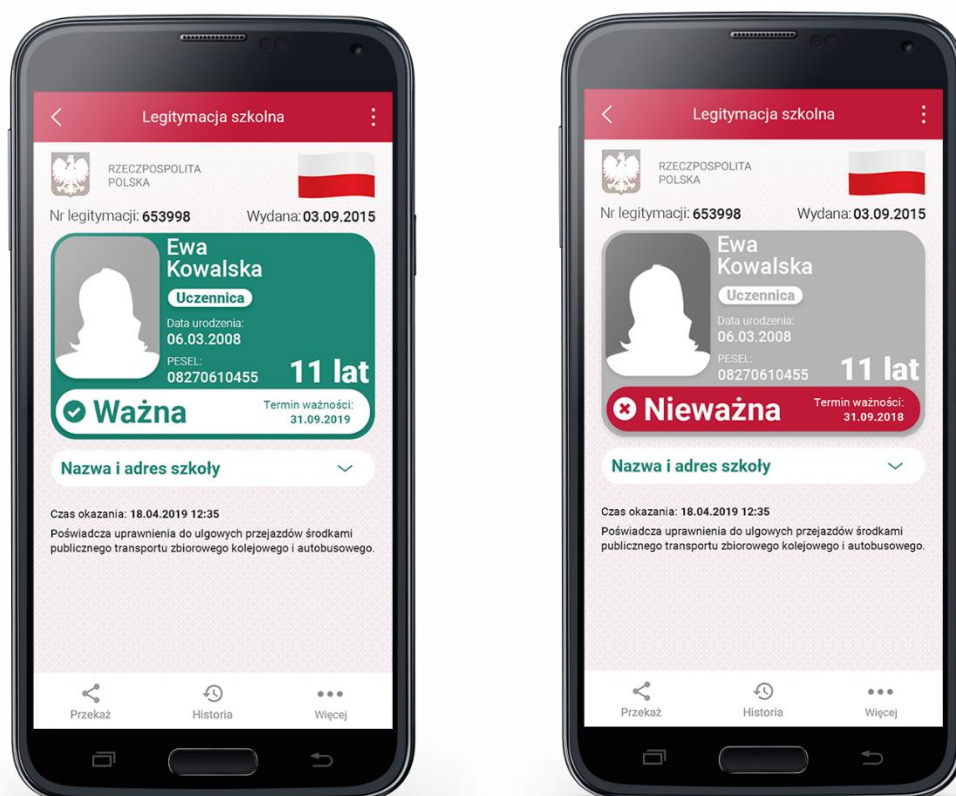 Legitymacja szkolna
RZECZPOSPOLITA
POLSKA
Nr legitymacji: 653998 Wydana: 03.09.2015
Ewa
Kowalska
Uczennica
Data urodzenia:
06.03.2008
PESEL:
08270610455 11 lat
Ważna
Termin ważności:
31.09.2019
Nazwa i adres szkoły
Czas okazania: 18.04.2019 12:35
Poświadcza uprawnienia do ulgowych przejazdów środkami
publicznego transportu zbiorowego kolejowego i autobusowego.
Przekaż Historia Więcej
Legitymacja szkolna
RZECZPOSPOLITA
POLSKA
Nr legitymacji: 653998 Wydana: 03.09.2015
Ewa
Kowalska
Uczennica
Data urodzenia:
06.03.2008
PESEL:
08270610455 11 lat
Nieważna
Termin ważności:
31.09.2018
Nazwa i adres szkoły
Czas okazania: 18.04.2019 12:35
Poświadcza uprawnienia do ulgowych przejazdów środkami
publicznego transportu zbiorowego kolejowego i autobusowego.
Przekaż Historia Więcej